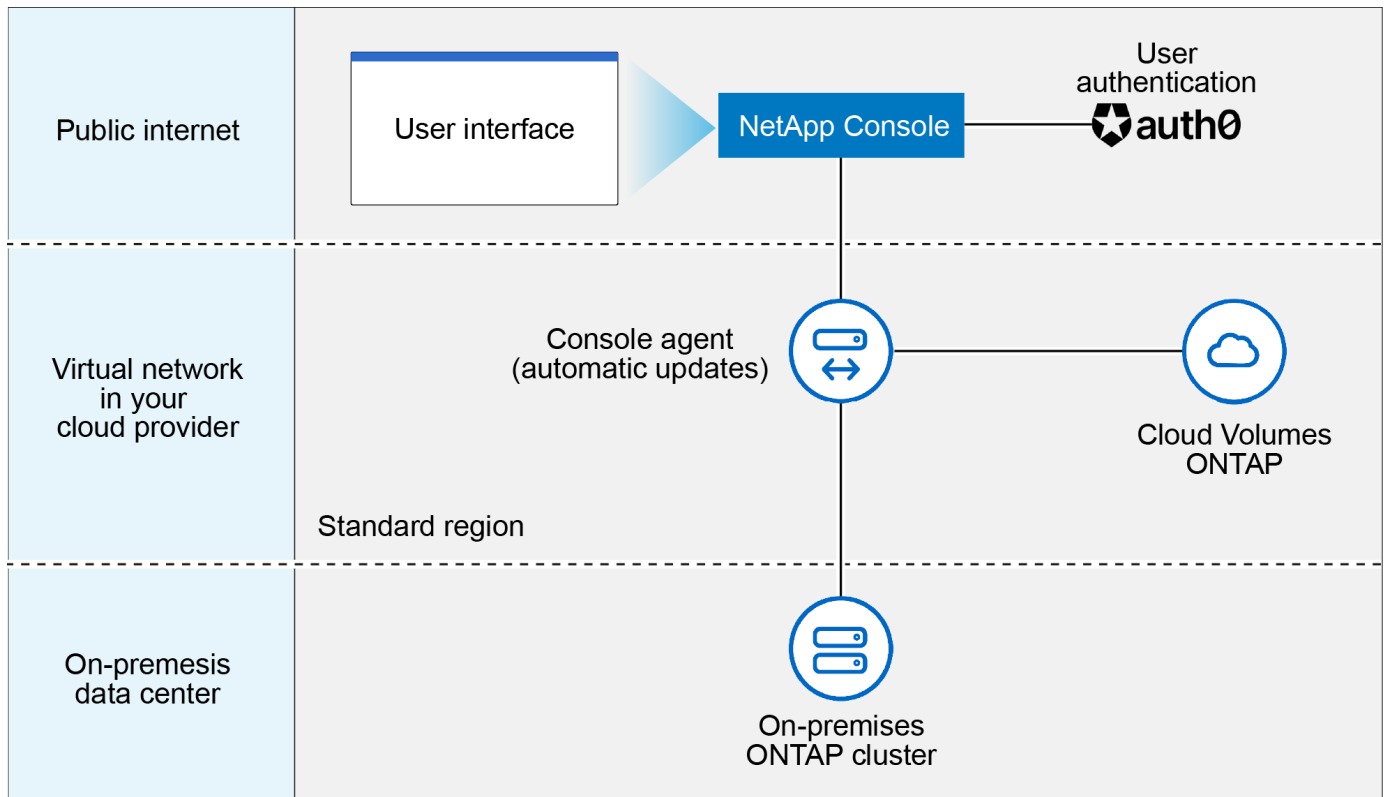 Public internet
User interface
NetApp Console
User
authentication
auth0
Virtual network
in your
cloud provider
Console agent
(automatic updates)
Cloud Volumes
ONTAP
Standard region
On-premesis
data center
On-premises
ONTAP cluster